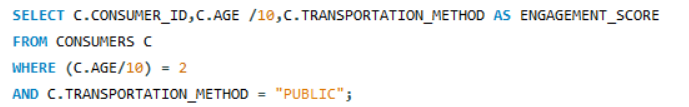 SELECT C.CONSUMER_ID,C.AGE /10,C.TRANSPORTATION_METHOD AS ENGAGEMENT_SCORE
FROM CONSUMERS C
WHERE (C.AGE/10) = 2
AND C.TRANSPORTATION_METHOD = "PUBLIC";